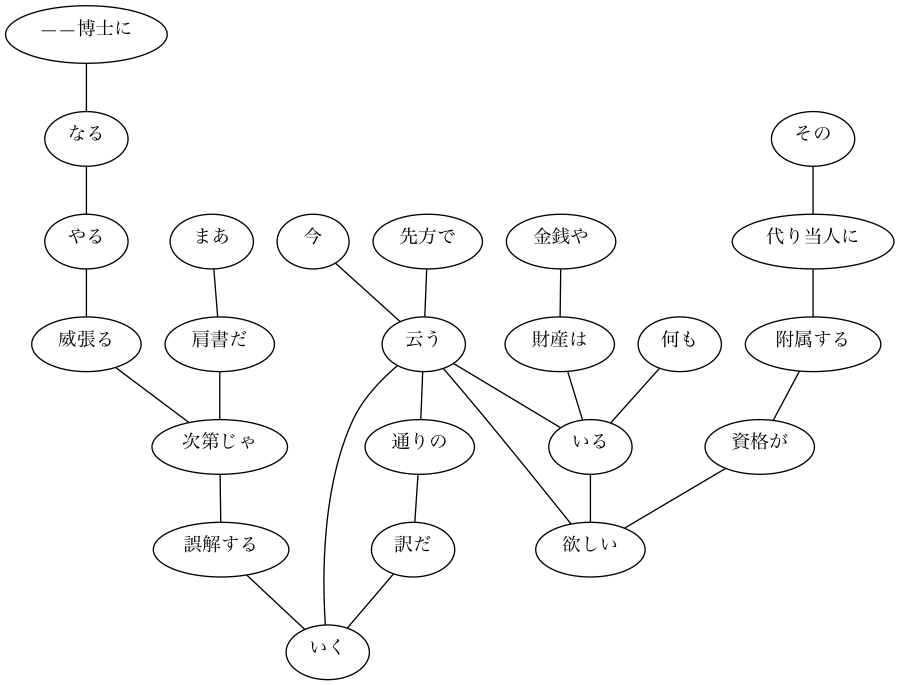 ——博士に
なる
その
やる
まあ
今
先方で
金銭や
代り当人に
威張る
肩書だ
云う
財産は
何も
附属する
次第じゃ
通りの
いる
資格が
誤解する
訳だ
欲しい
いく